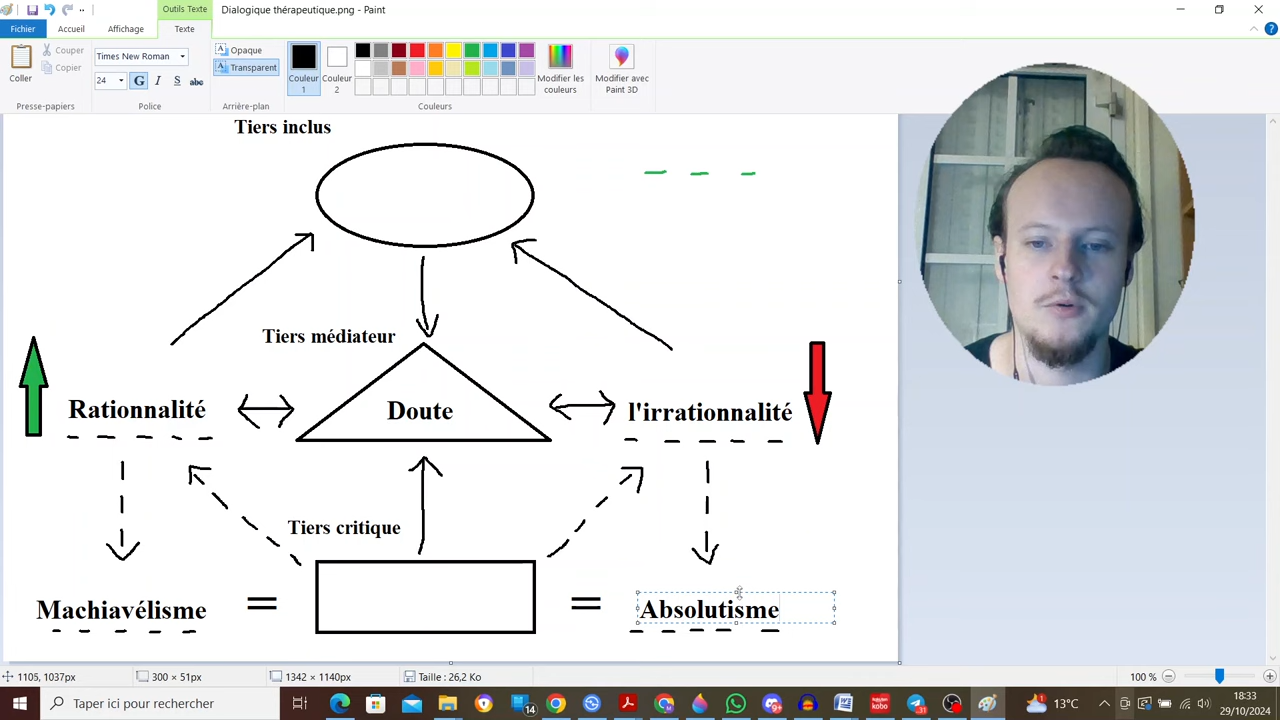 Outils Texte
Dialogique thérapeutique.png - Paint
Fichier
Accueil
Affichage
Texte
Coller
Couper
Copier
Presse-papiers
Times New Roman
24
G I S abc
Police
Opaque
Transparent
Arrière-plan
Couleur 1
Couleur 2
Modifier les couleurs
Couleurs
Modifier avec Paint 3D
Tiers inclus
Tiers médiateur
Rationnalité
Doute
l'irrationnalité
Tiers critique
Machiavélisme
=
=
Absolutisme
1105, 1037px
300 × 51px
1342 × 1140px
Taille : 26,2 Ko
100 %
Taper ici pour rechercher
14
31
13°C
18:33
29/10/2024